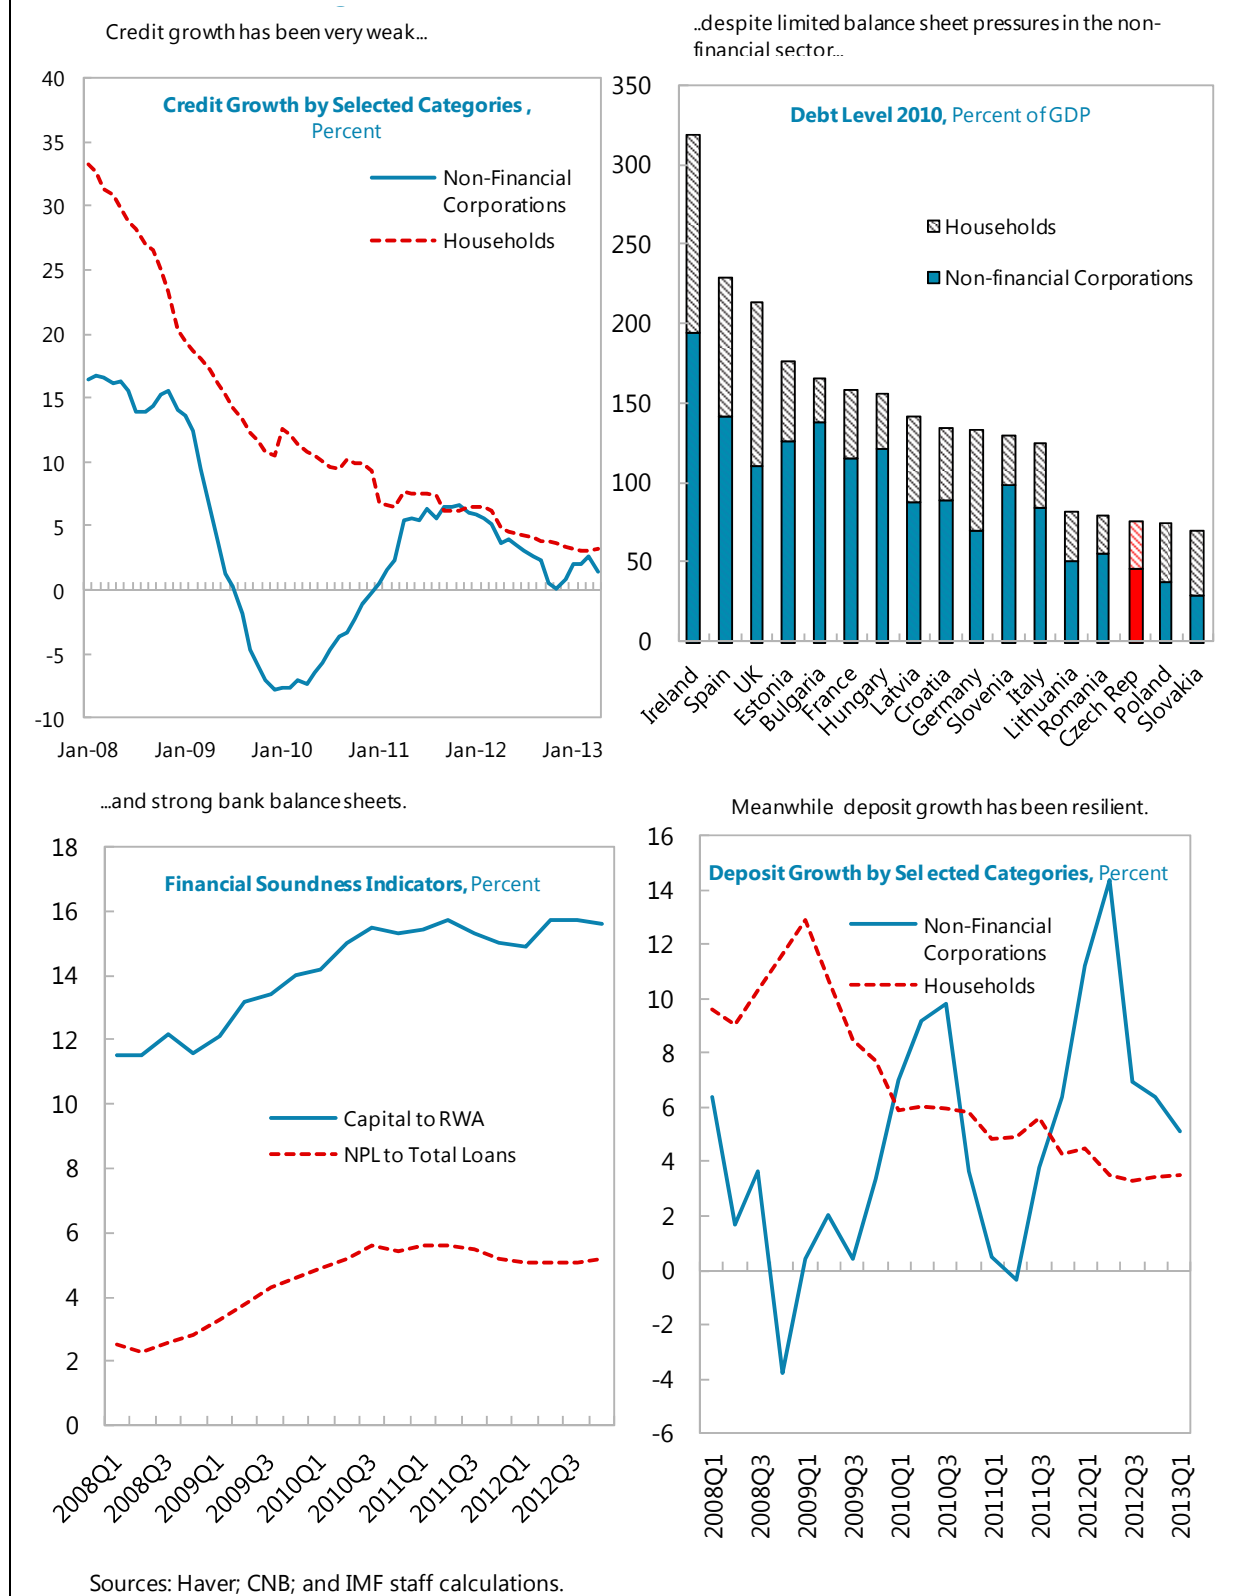 Credit growth has been very weak...
40
35
30
25
20
15
10
5
0
-5
-10
Credit Growth by Selected Categories ,
Percent
Non-Financial
Corporations
Households
Jan-08 Jan-09 Jan-10 Jan-11 Jan-12 Jan-13
..despite limited balance sheet pressures in the non-
financial sector...
350
300
250
200
150
100
50
0
Debt Level 2010, Percent of GDP
Households
Non-financial Corporations
Ireland
Spain
UK
Estonia
Bulgaria
France
Hungary
Latvia
Croatia
Germany
Slovenia
Italy
Lithuania
Romania
Czech Rep
Poland
Slovakia
...and strong bank balance sheets.
18
16
14
12
10
8
6
4
2
0
Financial Soundness Indicators, Percent
Capital to RWA
NPL to Total Loans
2008Q1
2008Q3
2009Q1
2009Q3
2010Q1
2010Q3
2011Q1
2011Q3
2012Q1
2012Q3
Meanwhile deposit growth has been resilient.
16
14
12
10
8
6
4
2
0
-2
-4
-6
Deposit Growth by Selected Categories, Percent
Non-Financial
Corporations
Households
2008Q1
2008Q3
2009Q1
2009Q3
2010Q1
2010Q3
2011Q1
2011Q3
2012Q1
2012Q3
2013Q1
Sources: Haver; CNB; and IMF staff calculations.